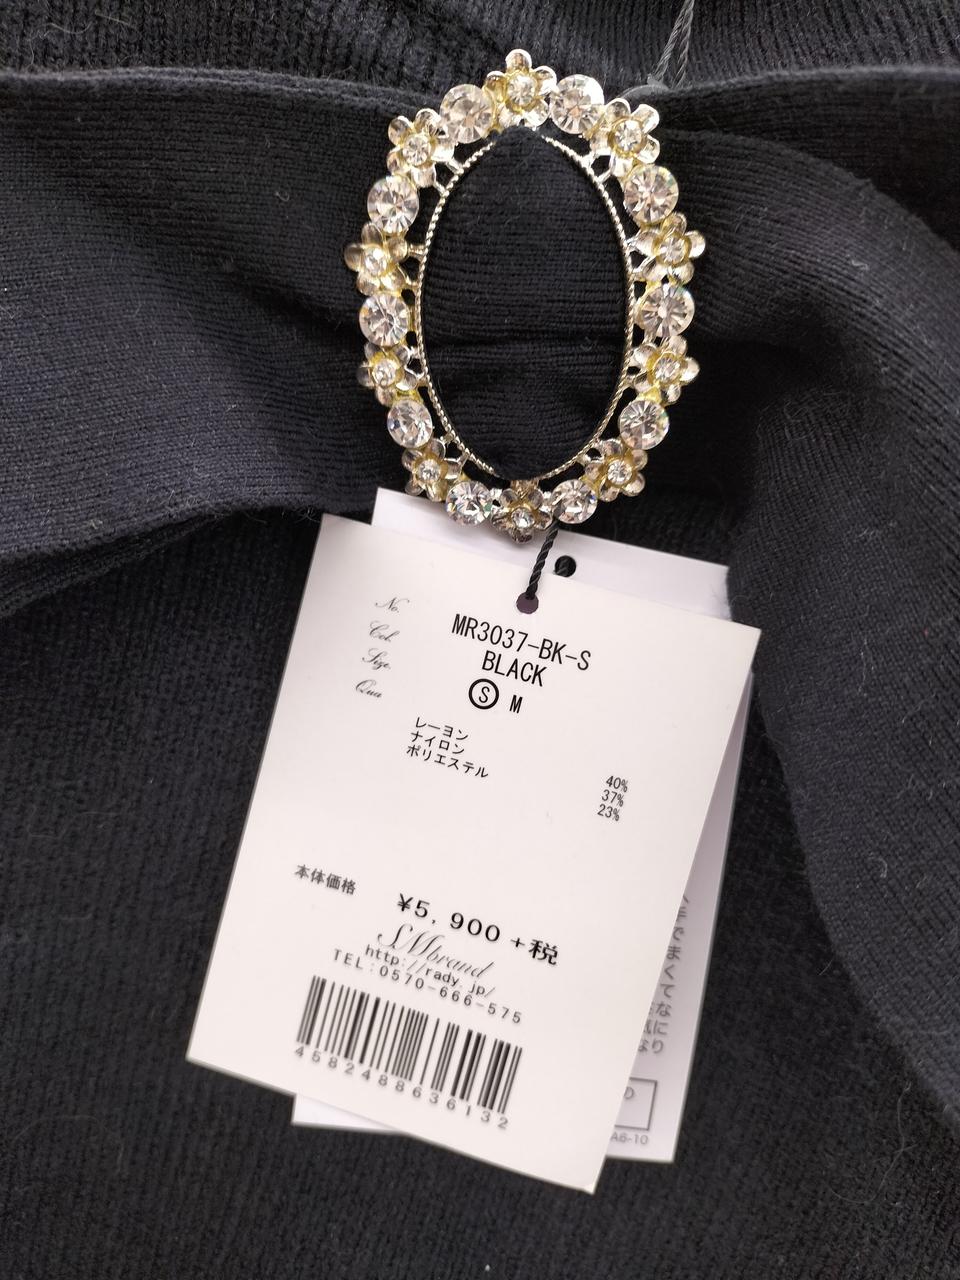 No. MR3037-BK-S
Col. BLACK
Size. S M
Qua レーヨン 40%
ナイロン 37%
ポリエステル 23%
本体価格 ¥5,900+税
SMbrand
http://rady.jp/
TEL:0570-666-575
4582488636132
A6-10